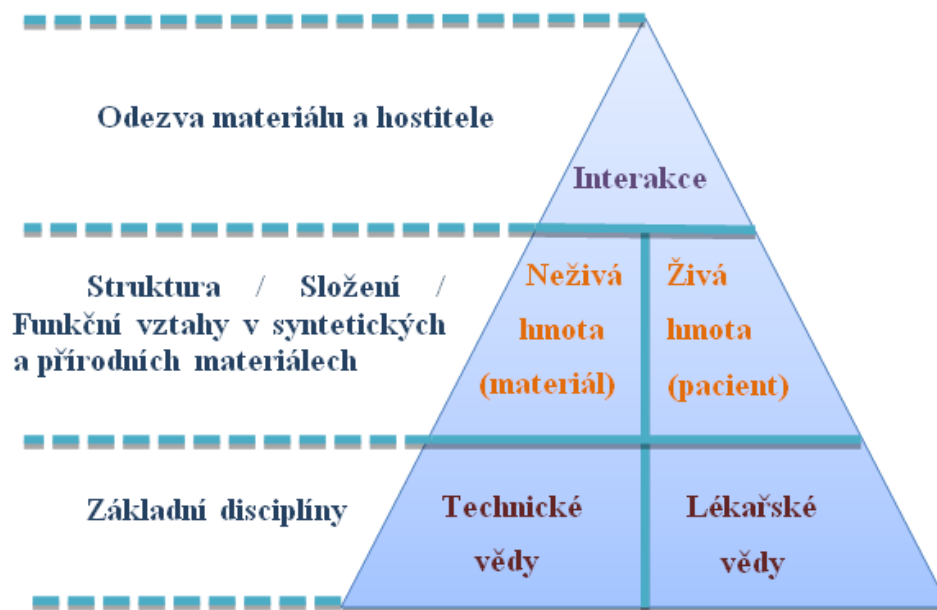 Odezva materiálu a hostitele
Interakce
Struktura / Složení /
Funkční vztahy v syntetických
a přírodních materiálech
Neživá
hmota
(materiál)
Živá
hmota
(pacient)
Základní disciplíny
Technické
vědy
Lékařské
vědy